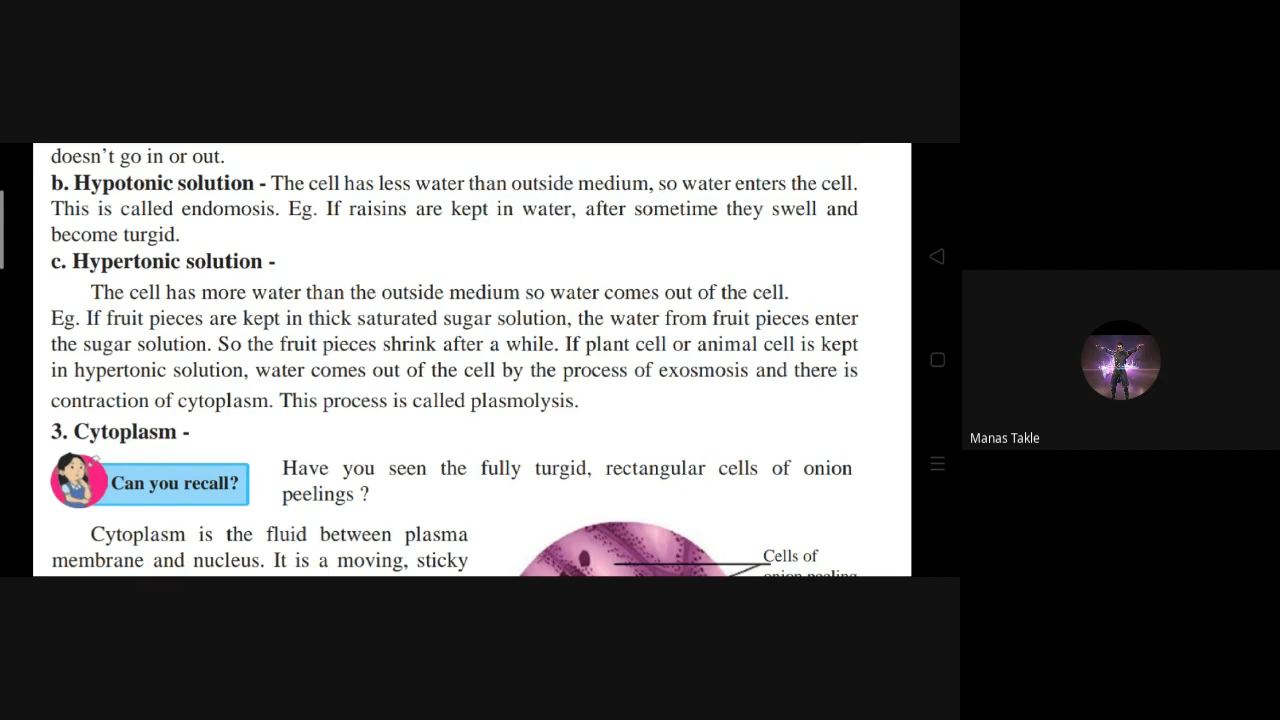 doesn't go in or out.
b. Hypotonic solution - The cell has less water than outside medium, so water enters the cell.
This is called endomosis. Eg. If raisins are kept in water, after sometime they swell and
become turgid.
c. Hypertonic solution -
The cell has more water than the outside medium so water comes out of the cell.
Eg. If fruit pieces are kept in thick saturated sugar solution, the water from fruit pieces enter
the sugar solution. So the fruit pieces shrink after a while. If plant cell or animal cell is kept
in hypertonic solution, water comes out of the cell by the process of exosmosis and there is
contraction of cytoplasm. This process is called plasmolysis.
3. Cytoplasm -
Can you recall?
Have you seen the fully turgid, rectangular cells of onion
peelings ?
Cytoplasm is the fluid between plasma
membrane and nucleus. It is a moving, sticky
Cells of
onion peeling
Manas Takle